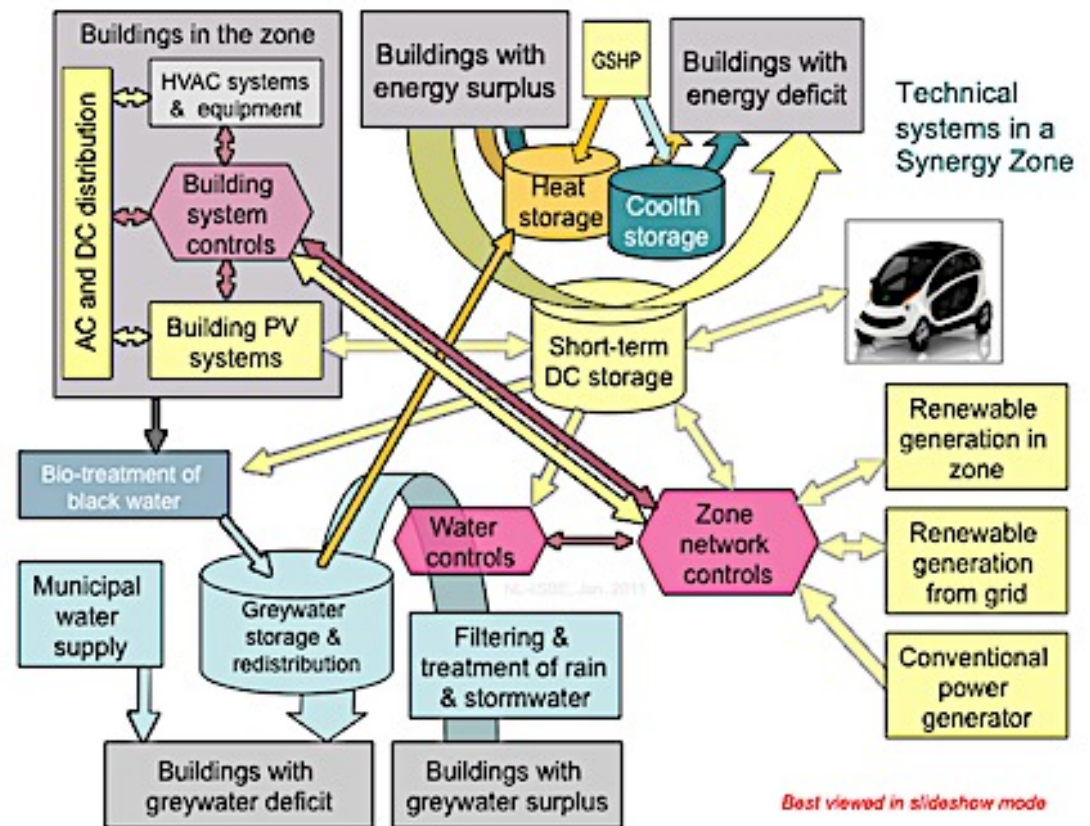 Buildings in the zone
HVAC systems
& equipment
AC and DC distribution
Building
system
controls
Building PV
systems
Buildings with
energy surplus
GSHP
Buildings with
energy deficit
Technical
systems in a
Synergy Zone
Heat
storage
Coolth
storage
Short-term
DC storage
Bio-treatment of
black water
Municipal
water
supply
Greywater
storage &
redistribution
Water
controls
Zone
network
controls
Filtering &
treatment of rain
& stormwater
Renewable
generation in
zone
Renewable
generation
from grid
Conventional
power
generator
Buildings with
greywater deficit
Buildings with
greywater surplus
Best viewed in slideshow mode